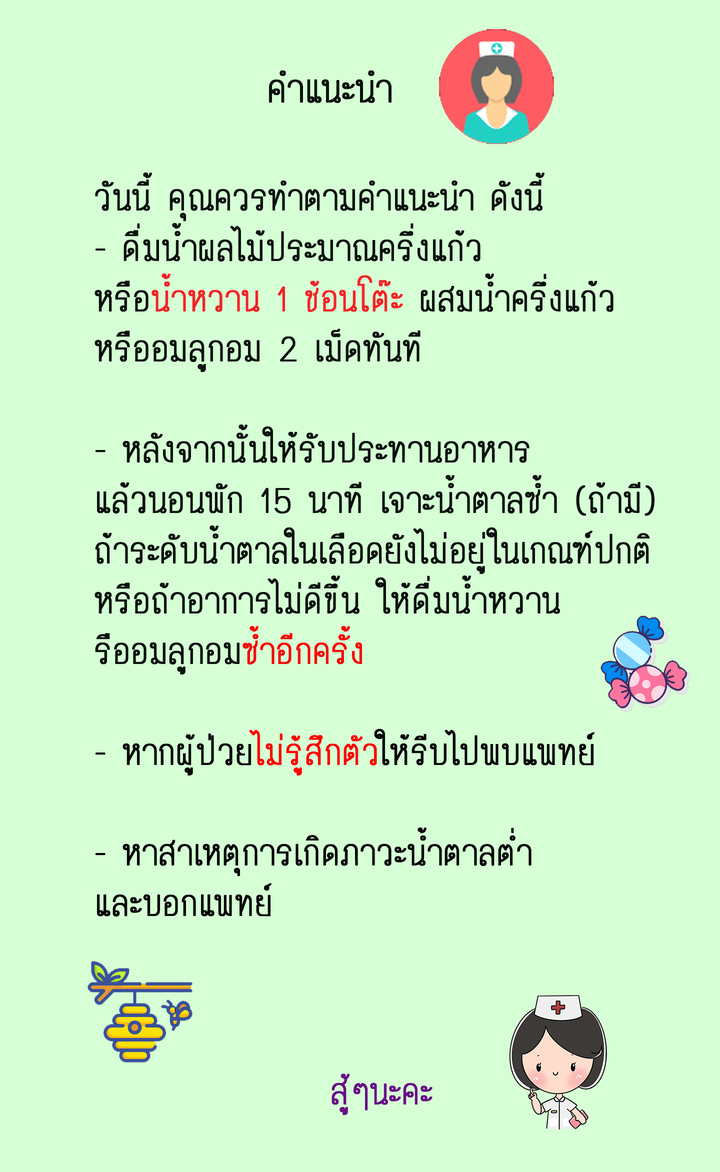 คำแนะนำ
วันนี้ คุณควรทำตามคำแนะนำ ดังนี้
- ดื่มน้ำผลไม้ประมาณครึ่งแก้ว
หรือน้ำหวาน 1 ช้อนโต๊ะ ผสมน้ำครึ่งแก้ว
หรืออมลูกอม 2 เม็ดทันที
- หลังจากนั้นให้รับประทานอาหาร
แล้วนอนพัก 15 นาที เจาะน้ำตาลซ้ำ (ถ้ามี)
ถ้าระดับน้ำตาลในเลือดยังไม่อยู่ในเกณฑ์ปกติ
หรือถ้าอาการไม่ดีขึ้น ให้ดื่มน้ำหวาน
รืออมลูกอมซ้ำอีกครั้ง
- หากผู้ป่วยไม่รู้สึกตัวให้รีบไปพบแพทย์
- หาสาเหตุการเกิดภาวะน้ำตาลต่ำ
และบอกแพทย์
สู้ๆนะคะ